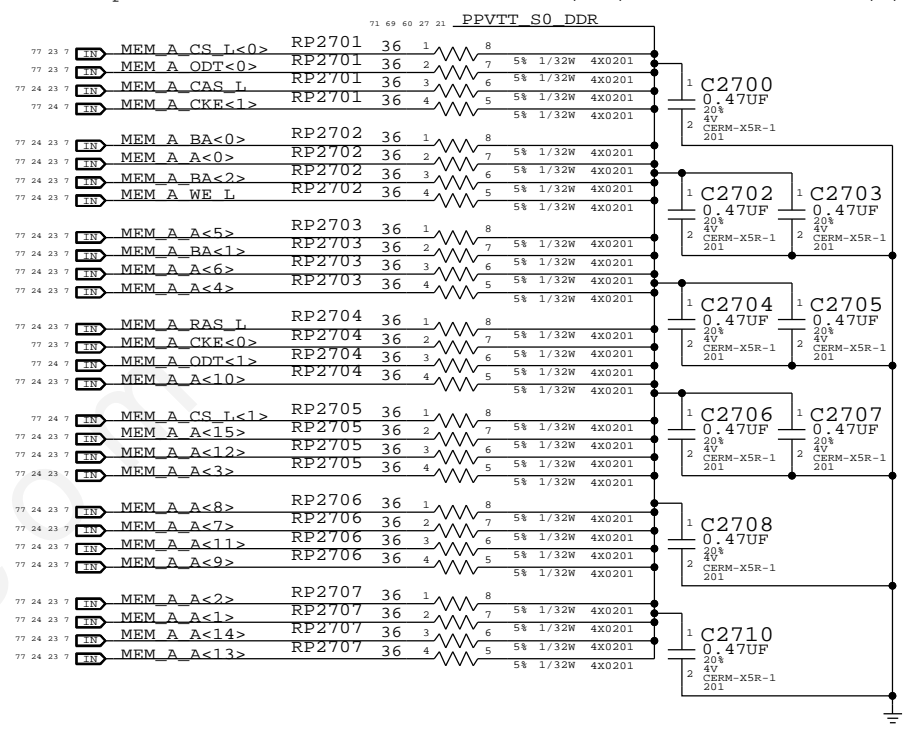 71 69 60 27 21 PPVTT_S0_DDR
77 23 7 IN MEM_A_CS_L<0> RP2701 36 1 8 5% 1/32W 4X0201
77 23 7 IN MEM_A_ODT<0> RP2701 36 2 7 5% 1/32W 4X0201
77 24 23 7 IN MEM_A_CAS_L RP2701 36 3 6 5% 1/32W 4X0201
77 24 7 IN MEM_A_CKE<1> RP2701 36 4 5 5% 1/32W 4X0201
1 C2700
0.47UF
20%
4V
2 CERM-X5R-1
201
77 24 23 7 IN MEM_A_BA<0> RP2702 36 1 8 5% 1/32W 4X0201
77 24 23 7 IN MEM_A_A<0> RP2702 36 2 7 5% 1/32W 4X0201
77 24 23 7 IN MEM_A_BA<2> RP2702 36 3 6 5% 1/32W 4X0201
77 24 23 7 IN MEM_A_WE_L RP2702 36 4 5 5% 1/32W 4X0201
1 C2702 1 C2703
0.47UF 0.47UF
20% 20%
4V 4V
2 CERM-X5R-1 2 CERM-X5R-1
201 201
77 24 23 7 IN MEM_A_A<5> RP2703 36 1 8 5% 1/32W 4X0201
77 24 23 7 IN MEM_A_BA<1> RP2703 36 2 7 5% 1/32W 4X0201
77 24 23 7 IN MEM_A_A<6> RP2703 36 3 6 5% 1/32W 4X0201
77 24 23 7 IN MEM_A_A<4> RP2703 36 4 5 5% 1/32W 4X0201
1 C2704 1 C2705
0.47UF 0.47UF
20% 20%
4V 4V
2 CERM-X5R-1 2 CERM-X5R-1
201 201
77 24 23 7 IN MEM_A_RAS_L RP2704 36 1 8 5% 1/32W 4X0201
77 23 7 IN MEM_A_CKE<0> RP2704 36 2 7 5% 1/32W 4X0201
77 24 7 IN MEM_A_ODT<1> RP2704 36 3 6 5% 1/32W 4X0201
77 24 23 7 IN MEM_A_A<10> RP2704 36 4 5 5% 1/32W 4X0201
1 C2706 1 C2707
0.47UF 0.47UF
20% 20%
4V 4V
2 CERM-X5R-1 2 CERM-X5R-1
201 201
77 24 7 IN MEM_A_CS_L<1> RP2705 36 1 8 5% 1/32W 4X0201
77 24 23 7 IN MEM_A_A<15> RP2705 36 2 7 5% 1/32W 4X0201
77 24 23 7 IN MEM_A_A<12> RP2705 36 3 6 5% 1/32W 4X0201
77 24 23 7 IN MEM_A_A<3> RP2705 36 4 5 5% 1/32W 4X0201
77 24 23 7 IN MEM_A_A<8> RP2706 36 1 8 5% 1/32W 4X0201
77 24 23 7 IN MEM_A_A<7> RP2706 36 2 7 5% 1/32W 4X0201
77 24 23 7 IN MEM_A_A<11> RP2706 36 3 6 5% 1/32W 4X0201
77 24 23 7 IN MEM_A_A<9> RP2706 36 4 5 5% 1/32W 4X0201
1 C2708
0.47UF
20%
4V
2 CERM-X5R-1
201
77 24 23 7 IN MEM_A_A<2> RP2707 36 1 8 5% 1/32W 4X0201
77 24 23 7 IN MEM_A_A<1> RP2707 36 2 7 5% 1/32W 4X0201
77 24 23 7 IN MEM_A_A<14> RP2707 36 3 6 5% 1/32W 4X0201
77 24 23 7 IN MEM_A_A<13> RP2707 36 4 5 5% 1/32W 4X0201
1 C2710
0.47UF
20%
4V
2 CERM-X5R-1
201